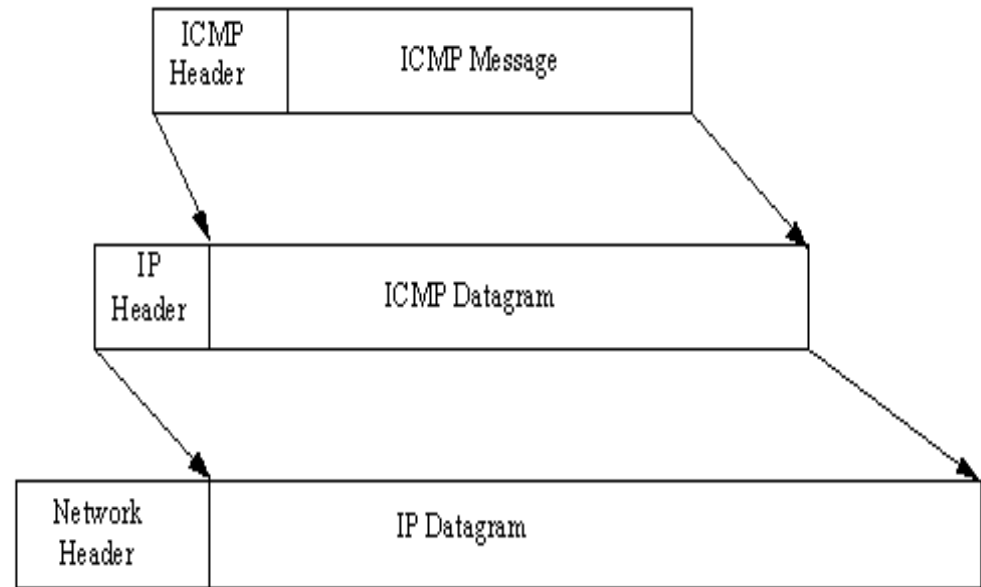 ICMP
Header
ICMP Message
IP
Header
ICMP Datagram
Network
Header
IP Datagram